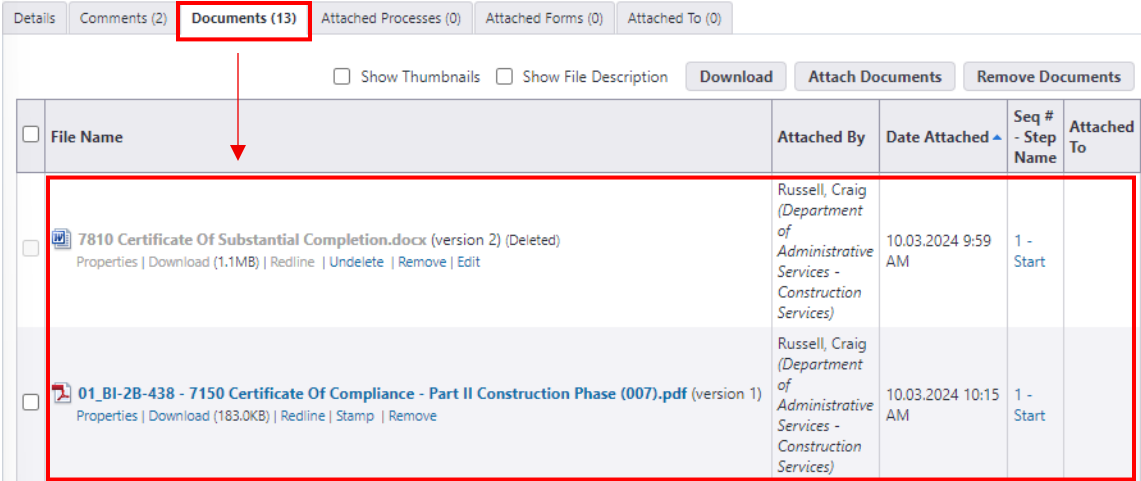 Details Comments (2) Documents (13) Attached Processes (0) Attached Forms (0) Attached To (0)
Show Thumbnails Show File Description Download Attach Documents Remove Documents
File Name Attached By Date Attached Seq # - Step Name Attached To
7810 Certificate Of Substantial Completion.docx (version 2) (Deleted)
Properties | Download (1.1MB) | Redline | Undelete | Remove | Edit
Russell, Craig
(Department
of
Administrative
Services -
Construction
Services)
10.03.2024 9:59
AM
1 -
Start
01_BI-2B-438 - 7150 Certificate Of Compliance - Part II Construction Phase (007).pdf (version 1)
Properties | Download (183.0KB) | Redline | Stamp | Remove
Russell, Craig
(Department
of
Administrative
Services -
Construction
Services)
10.03.2024 10:15
AM
1 -
Start